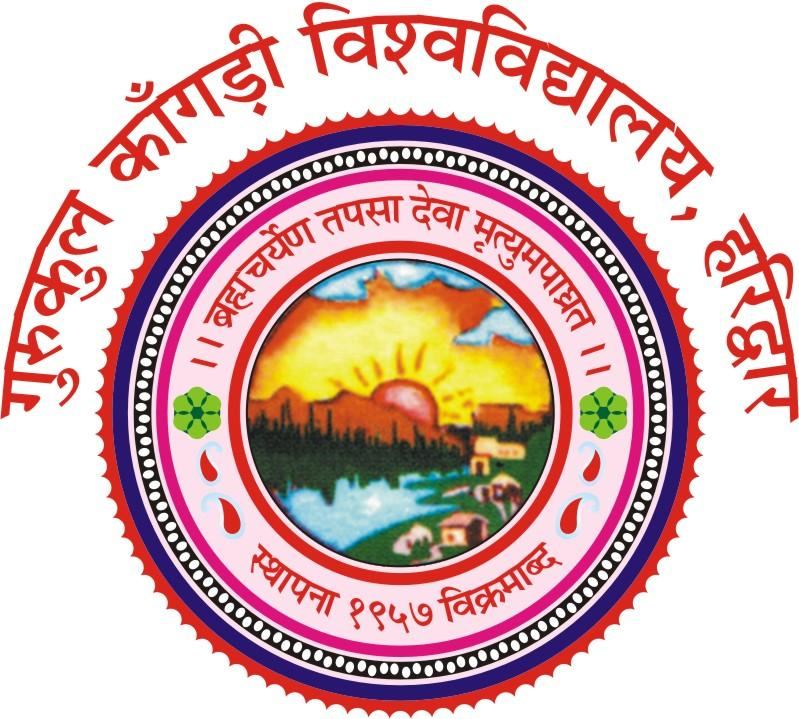 गुरुकुल काँगड़ी विश्वविद्यालय, हरिद्वार
।। ब्रह्मचर्येण तपसा देवा मृत्युमपाघ्नत ।।
स्थापना १९५७ विक्रमाब्द